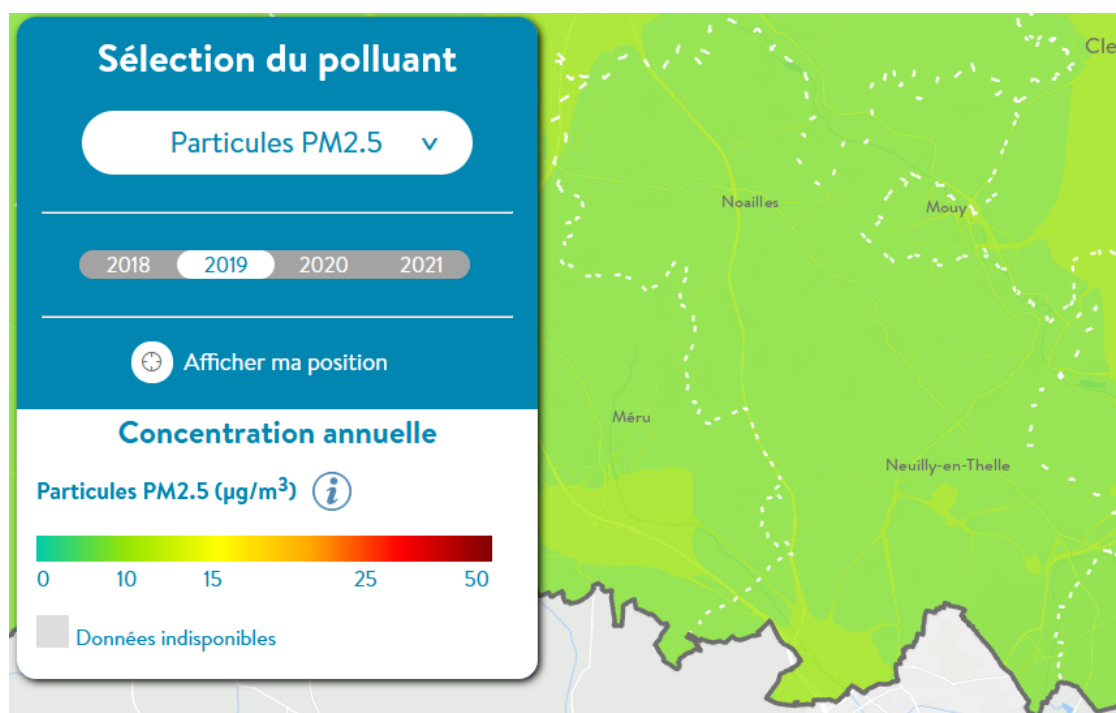 Sélection du polluant
Particules PM2.5
2018 2019 2020 2021
Afficher ma position
Concentration annuelle
Particules PM2.5 (µg/m³) i
0 10 15 25 50
Données indisponibles
Cle
Noailles
Mouy
Méru
Neuilly-en-Thelle